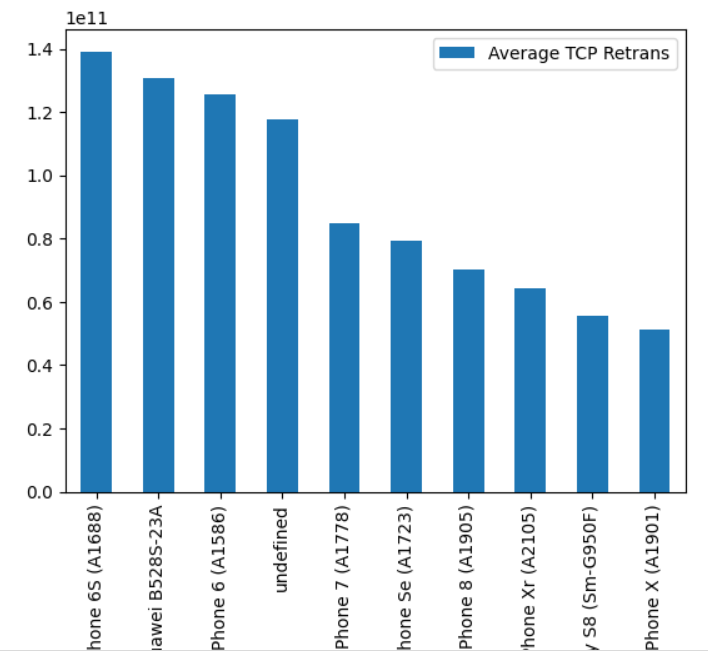 1e11
Average TCP Retrans
1.4
1.2
1.0
0.8
0.6
0.4
0.2
0.0
hone 6S (A1688)
awei B528S-23A
Phone 6 (A1586)
undefined
Phone 7 (A1778)
hone Se (A1723)
Phone 8 (A1905)
hone Xr (A2105)
y S8 (Sm-G950F)
Phone X (A1901)